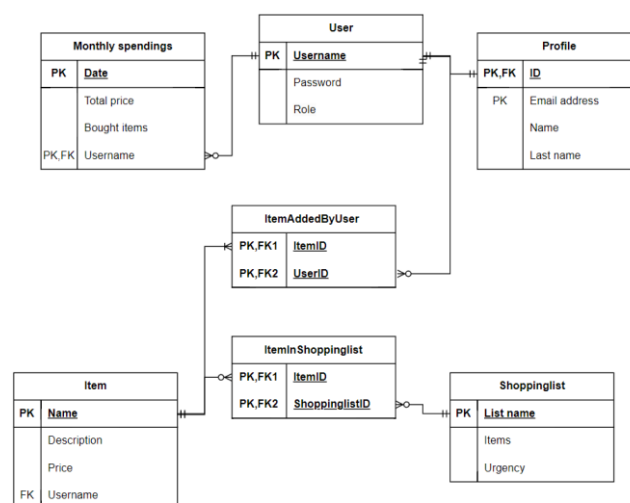 Monthly spendings
PK Date
Total price
Bought items
PK,FK Username
User
PK Username
Password
Role
Profile
PK,FK ID
PK Email address
Name
Last name
ItemAddedByUser
PK,FK1 ItemID
PK,FK2 UserID
ItemInShoppinglist
PK,FK1 ItemID
PK,FK2 ShoppinglistID
Item
PK Name
Description
Price
FK Username
Shoppinglist
PK List name
Items
Urgency